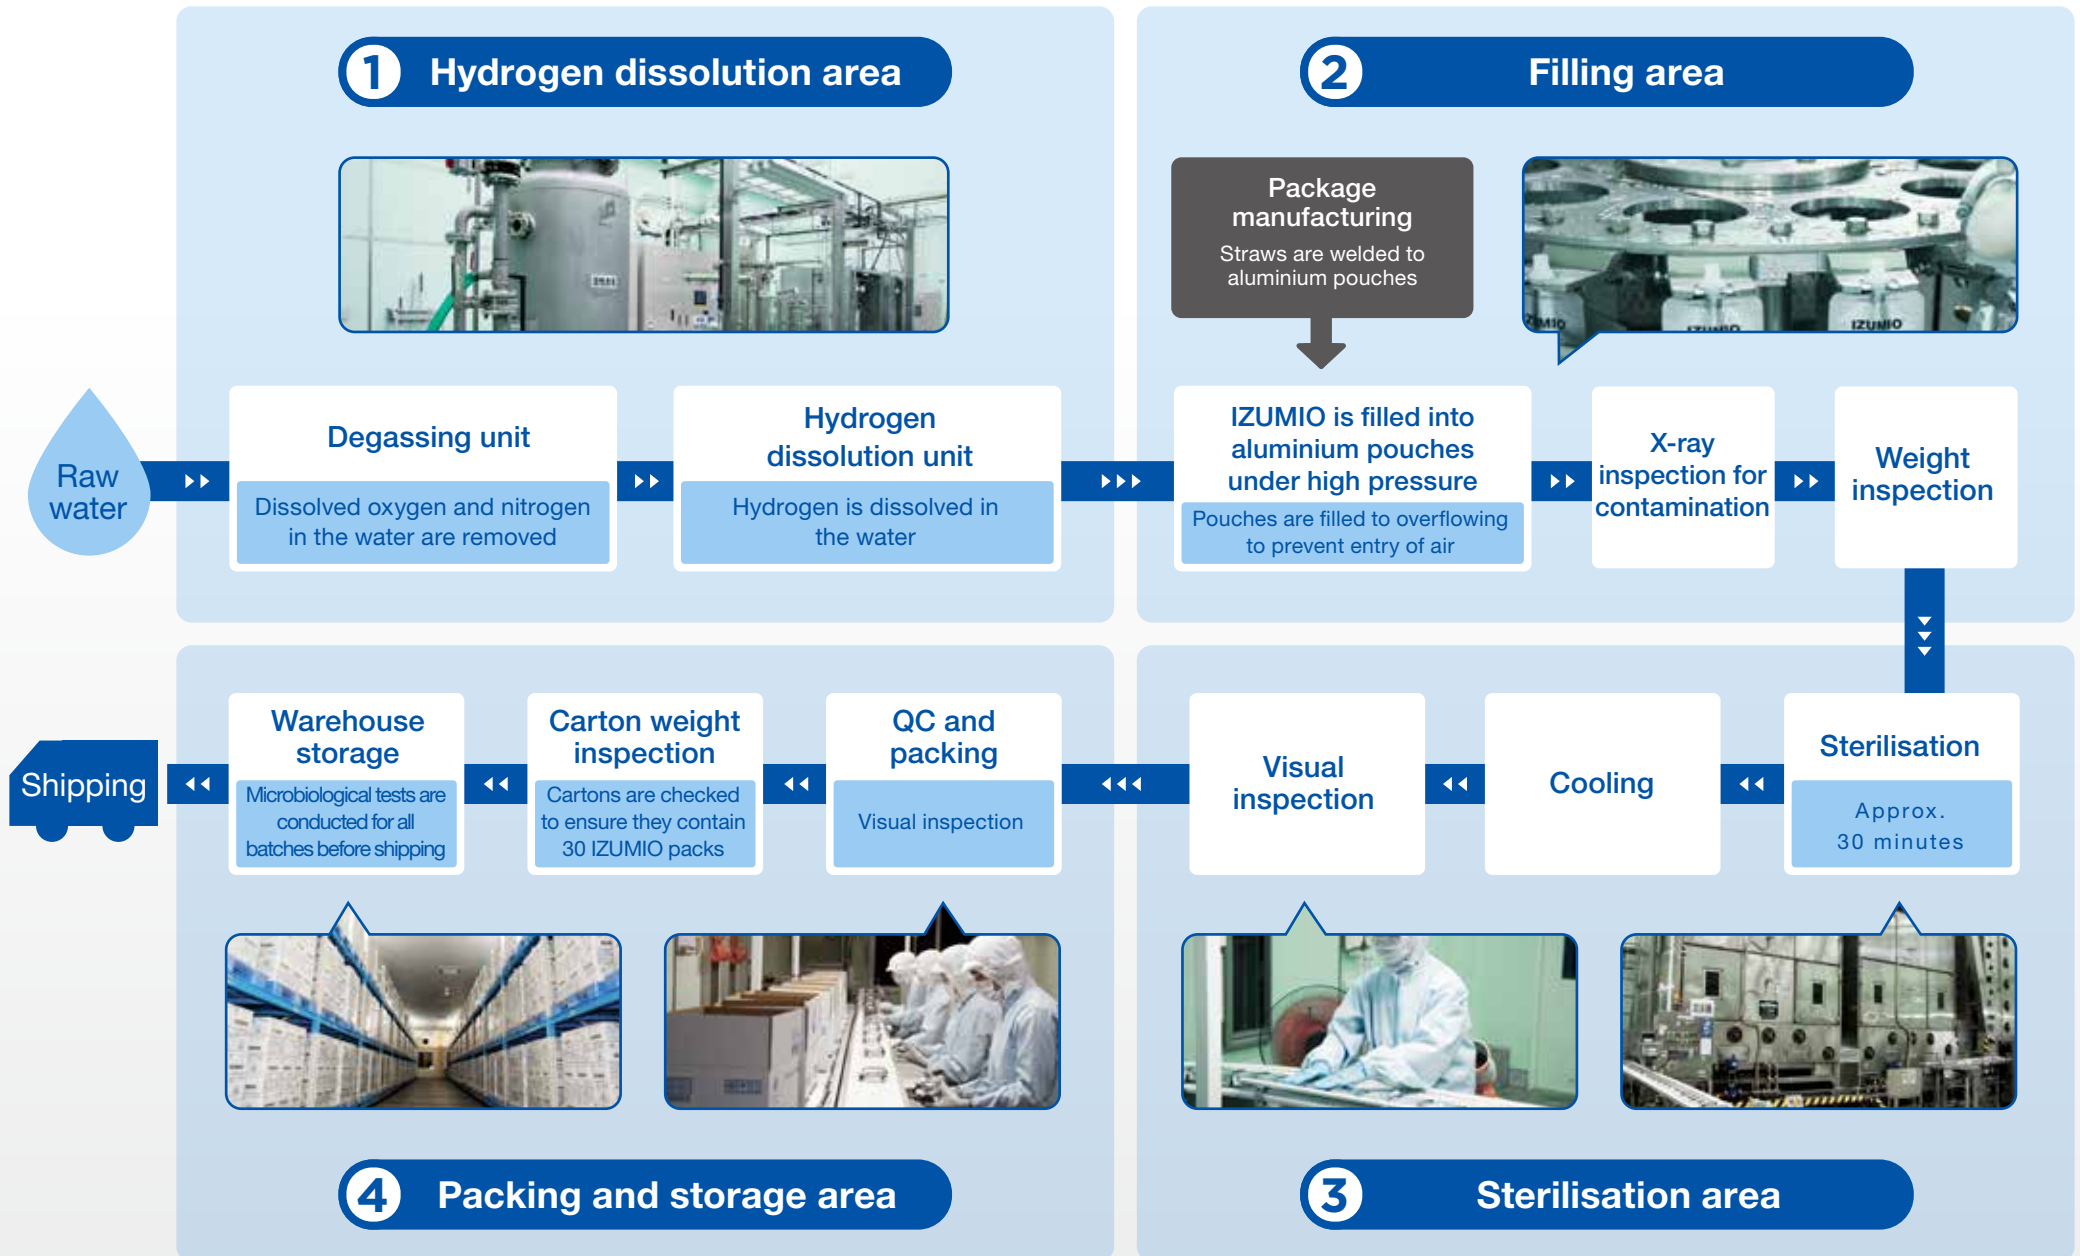 1 Hydrogen dissolution area
2 Filling area
Package
manufacturing
Straws are welded to
aluminium pouches
IZUMIO
IZUMIO
Raw
water
Degassing unit
Dissolved oxygen and nitrogen
in the water are removed
Hydrogen
dissolution unit
Hydrogen is dissolved in
the water
IZUMIO is filled into
aluminium pouches
under high pressure
Pouches are filled to overflowing
to prevent entry of air
X-ray
inspection for
contamination
Weight
inspection
Sterilisation
Approx.
30 minutes
Cooling
Visual
inspection
QC and
packing
Visual inspection
Carton weight
inspection
Cartons are checked
to ensure they contain
30 IZUMIO packs
Warehouse
storage
Microbiological tests are
conducted for all
batches before shipping
Shipping
3 Sterilisation area
4 Packing and storage area